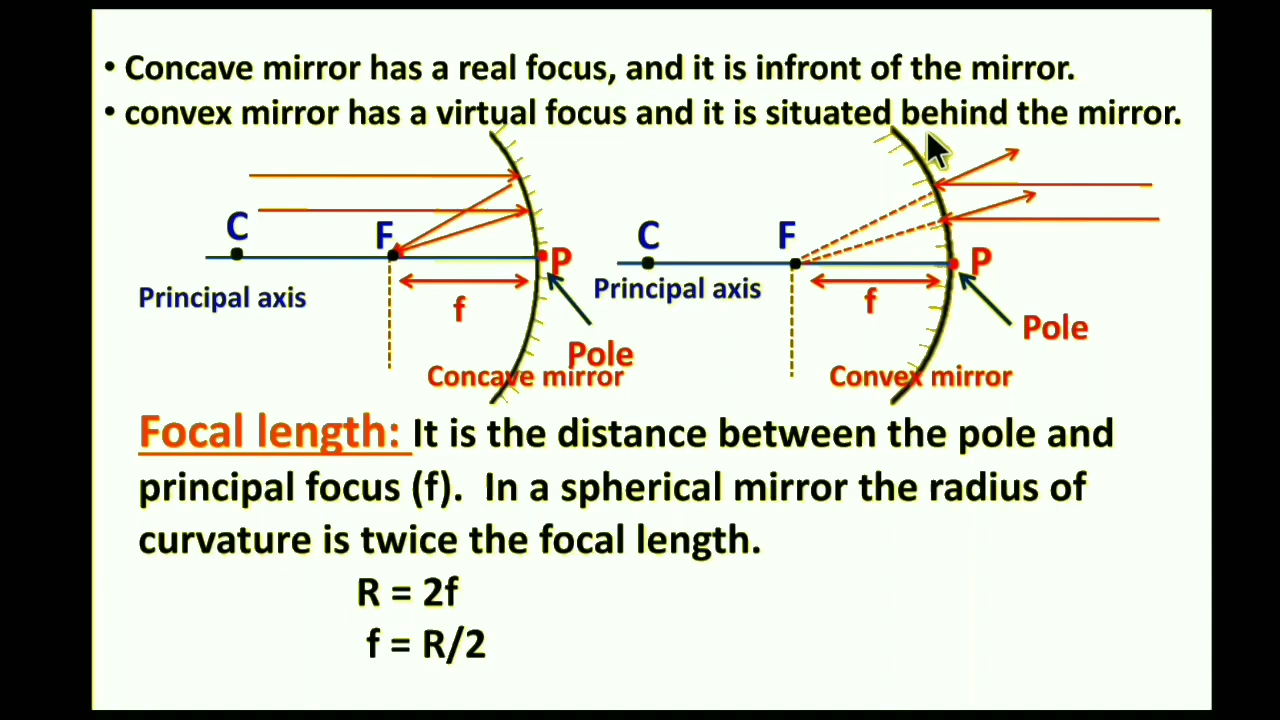 • Concave mirror has a real focus, and it is infront of the mirror.
• convex mirror has a virtual focus and it is situated behind the mirror.
C
F
P
Principal axis
f
Pole
Concave mirror
C
F
P
Principal axis
f
Pole
Convex mirror
Focal length: It is the distance between the pole and
principal focus (f). In a spherical mirror the radius of
curvature is twice the focal length.
R = 2f
f = R/2